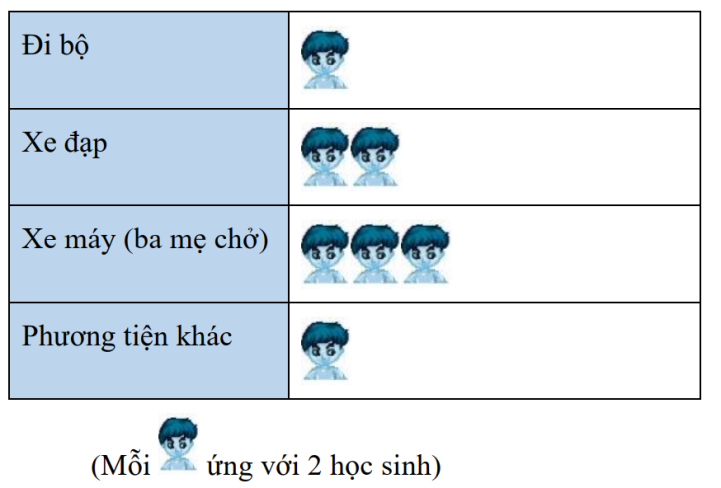 Đi bộ
Xe đạp
Xe máy (ba mẹ chở)
Phương tiện khác
(Mỗi ứng với 2 học sinh)